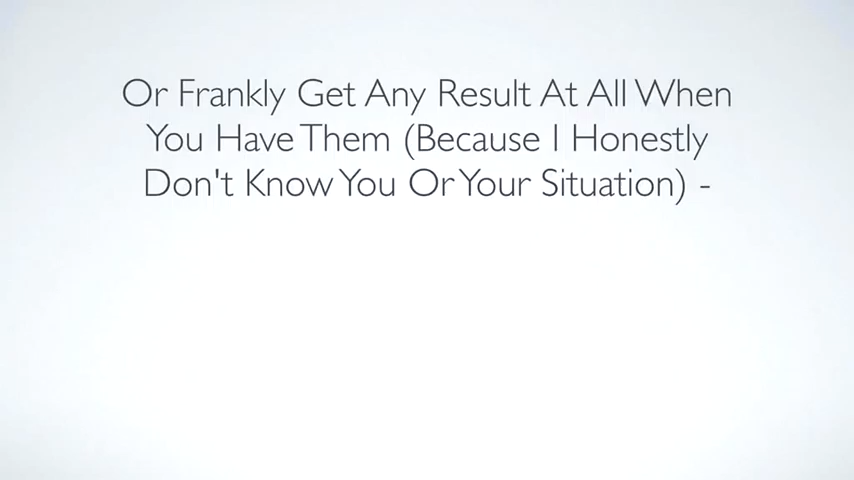 Or Frankly Get Any Result At All When
You Have Them (Because I Honestly
Don't Know You Or Your Situation) -